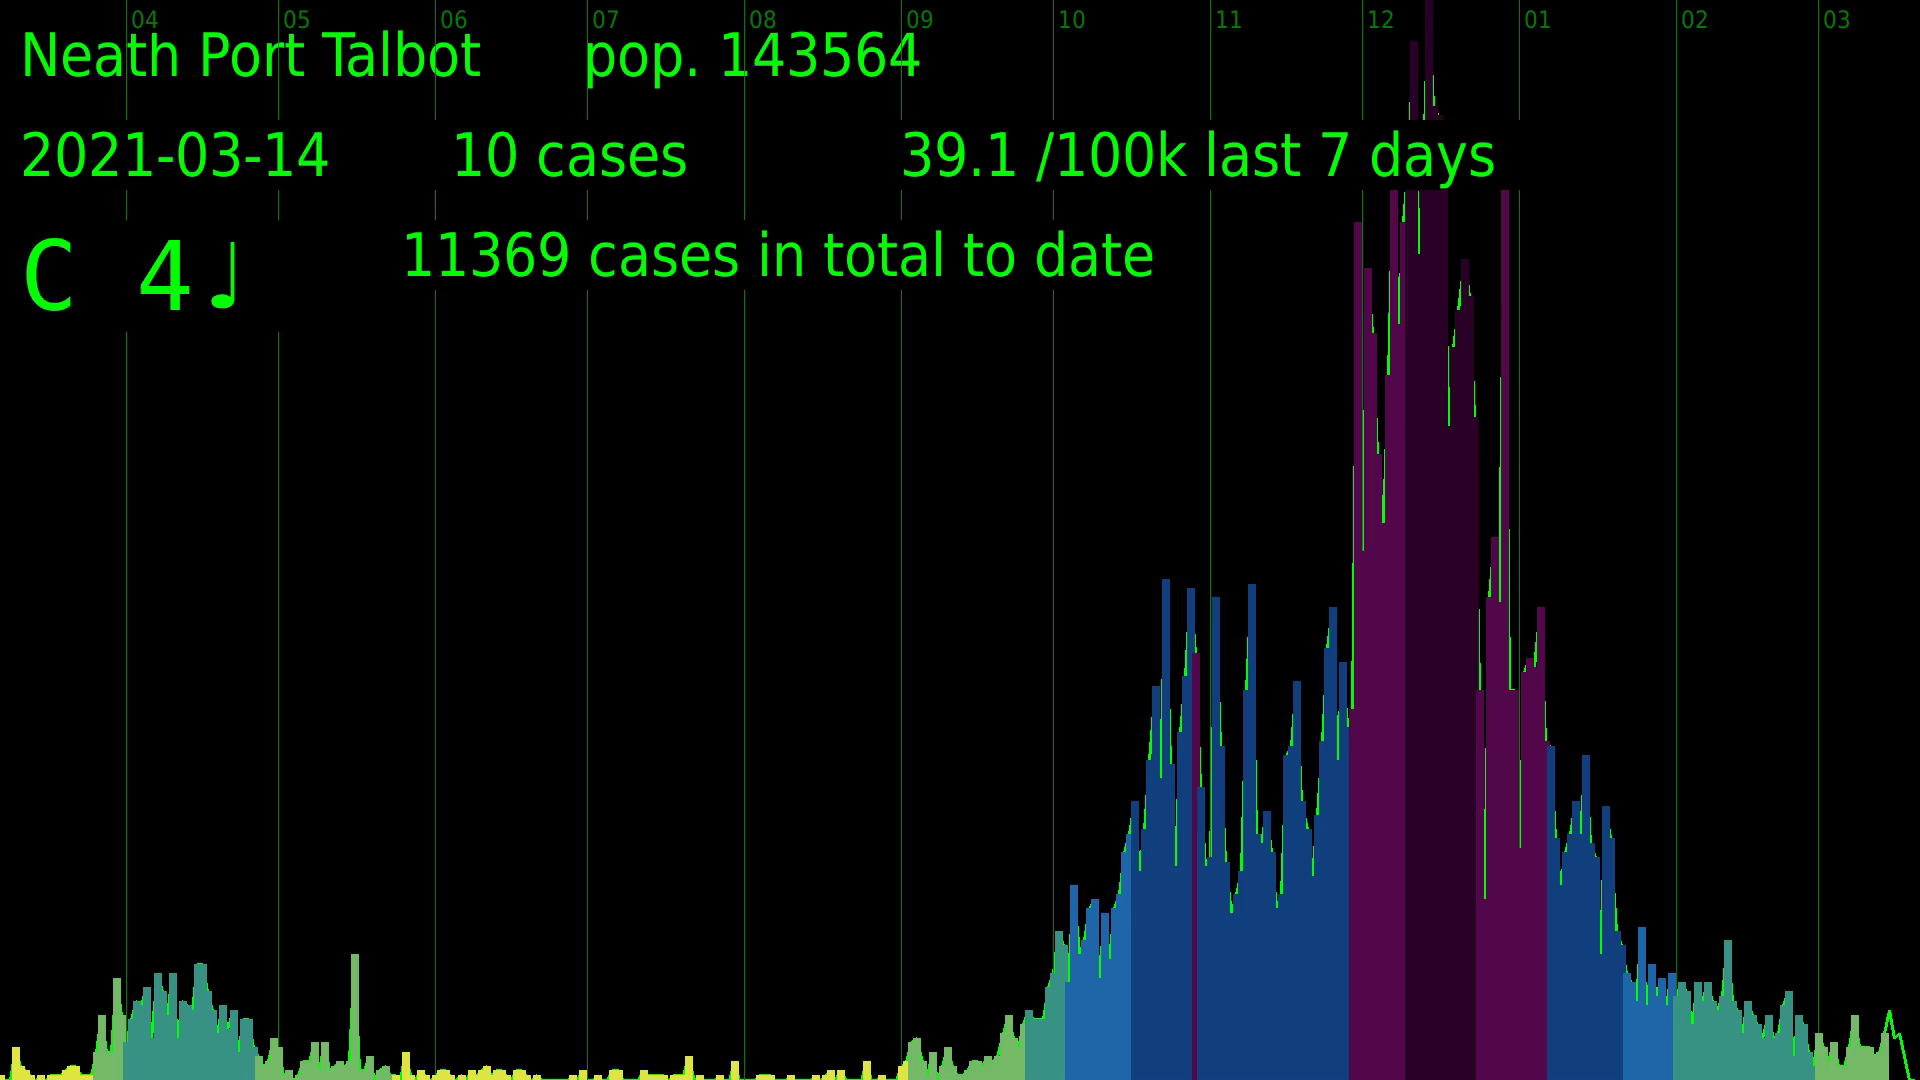 04 05 06 07 08 09 10 11 12 01 02 03
Neath Port Talbot pop. 143564
2021-03-14 10 cases 39.1 /100k last 7 days
C 4♩ 11369 cases in total to date